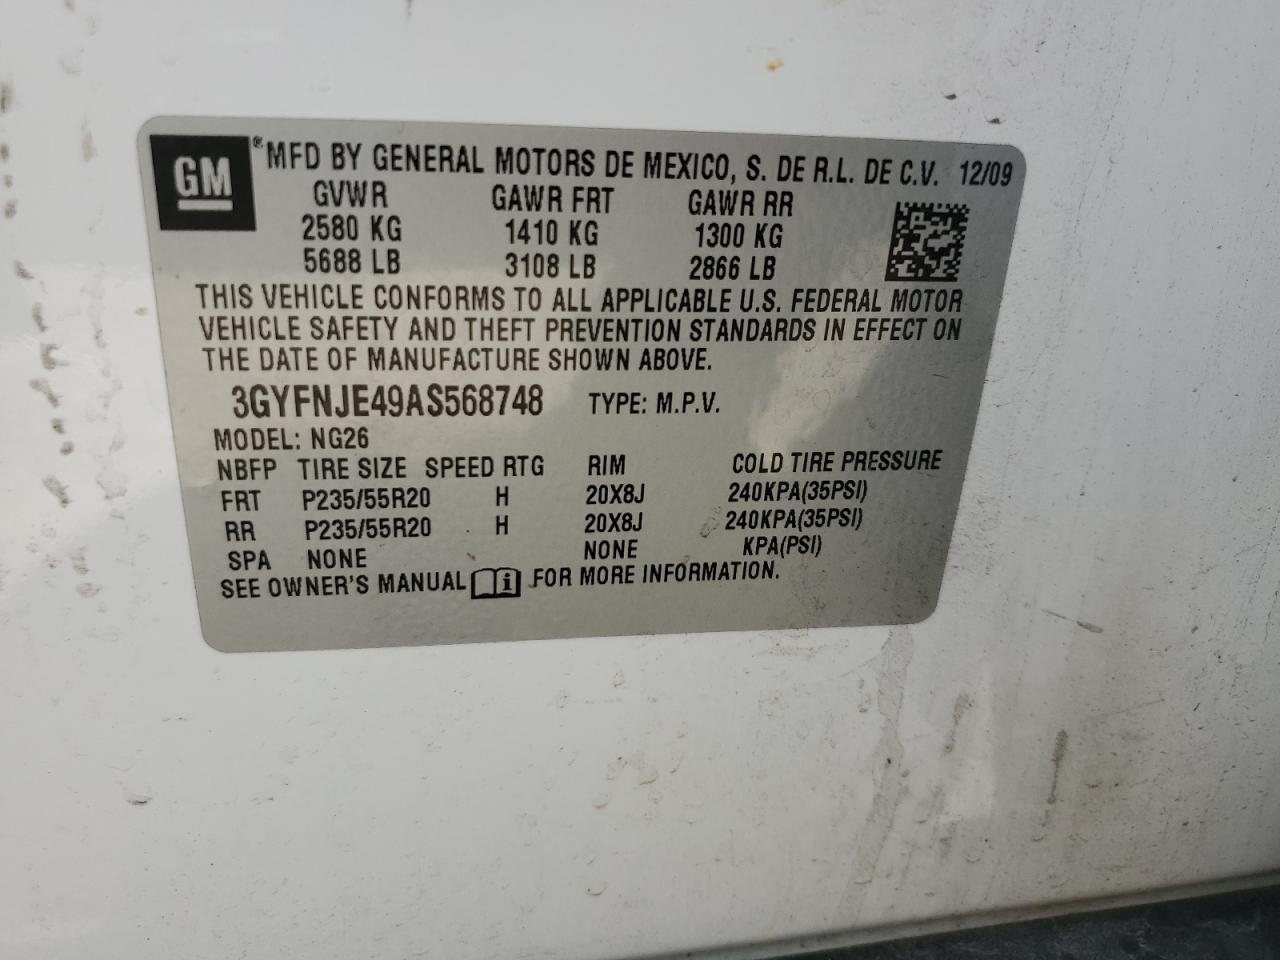 GM ® MFD BY GENERAL MOTORS DE MEXICO, S. DE R.L. DE C.V. 12/09
GVWR GAWR FRT GAWR RR
2580 KG 1410 KG 1300 KG
5688 LB 3108 LB 2866 LB
THIS VEHICLE CONFORMS TO ALL APPLICABLE U.S. FEDERAL MOTOR
VEHICLE SAFETY AND THEFT PREVENTION STANDARDS IN EFFECT ON
THE DATE OF MANUFACTURE SHOWN ABOVE.
3GYFNJE49AS568748 TYPE: M.P.V.
MODEL: NG26
NBFP TIRE SIZE SPEED RTG RIM COLD TIRE PRESSURE
FRT P235/55R20 H 20X8J 240KPA(35PSI)
RR P235/55R20 H 20X8J 240KPA(35PSI)
SPA NONE NONE KPA(PSI)
SEE OWNER'S MANUAL i FOR MORE INFORMATION.